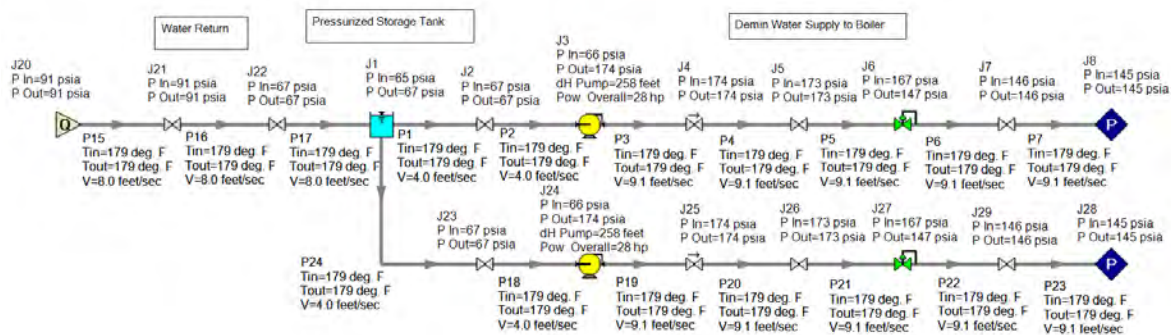 Water Return
Pressurized Storage Tank
Demin Water Supply to Boiler
J20
P In=91 psia
P Out=91 psia
J21
P In=91 psia
P Out=91 psia
J22
P In=67 psia
P Out=67 psia
J1
P In=65 psia
P Out=67 psia
J2
P In=67 psia
P Out=67 psia
J3
P In=66 psia
P Out=174 psia
dH Pump=258 feet
Pow. Overall=28 hp
J4
P In=174 psia
P Out=174 psia
J5
P In=173 psia
P Out=173 psia
J6
P In=167 psia
P Out=147 psia
J7
P In=146 psia
P Out=146 psia
J8
P In=145 psia
P Out=145 psia
Q
P
P15
Tin=179 deg. F
Tout=179 deg. F
V=8.0 feet/sec
P16
Tin=179 deg. F
Tout=179 deg. F
V=8.0 feet/sec
P17
Tin=179 deg. F
Tout=179 deg. F
V=8.0 feet/sec
P1
Tin=179 deg. F
Tout=179 deg. F
V=4.0 feet/sec
P2
Tin=179 deg. F
Tout=179 deg. F
V=4.0 feet/sec
P3
Tin=179 deg. F
Tout=179 deg. F
V=9.1 feet/sec
P4
Tin=179 deg. F
Tout=179 deg. F
V=9.1 feet/sec
P5
Tin=179 deg. F
Tout=179 deg. F
V=9.1 feet/sec
P6
Tin=179 deg. F
Tout=179 deg. F
V=9.1 feet/sec
P7
Tin=179 deg. F
Tout=179 deg. F
V=9.1 feet/sec
J23
P In=67 psia
P Out=67 psia
J24
P In=66 psia
P Out=174 psia
dH Pump=258 feet
Pow. Overall=28 hp
J25
P In=174 psia
P Out=174 psia
J26
P In=173 psia
P Out=173 psia
J27
P In=167 psia
P Out=147 psia
J29
P In=146 psia
P Out=146 psia
J28
P In=145 psia
P Out=145 psia
P
P24
Tin=179 deg. F
Tout=179 deg. F
V=4.0 feet/sec
P18
Tin=179 deg. F
Tout=179 deg. F
V=4.0 feet/sec
P19
Tin=179 deg. F
Tout=179 deg. F
V=9.1 feet/sec
P20
Tin=179 deg. F
Tout=179 deg. F
V=9.1 feet/sec
P21
Tin=179 deg. F
Tout=179 deg. F
V=9.1 feet/sec
P22
Tin=179 deg. F
Tout=179 deg. F
V=9.1 feet/sec
P23
Tin=179 deg. F
Tout=179 deg. F
V=9.1 feet/sec